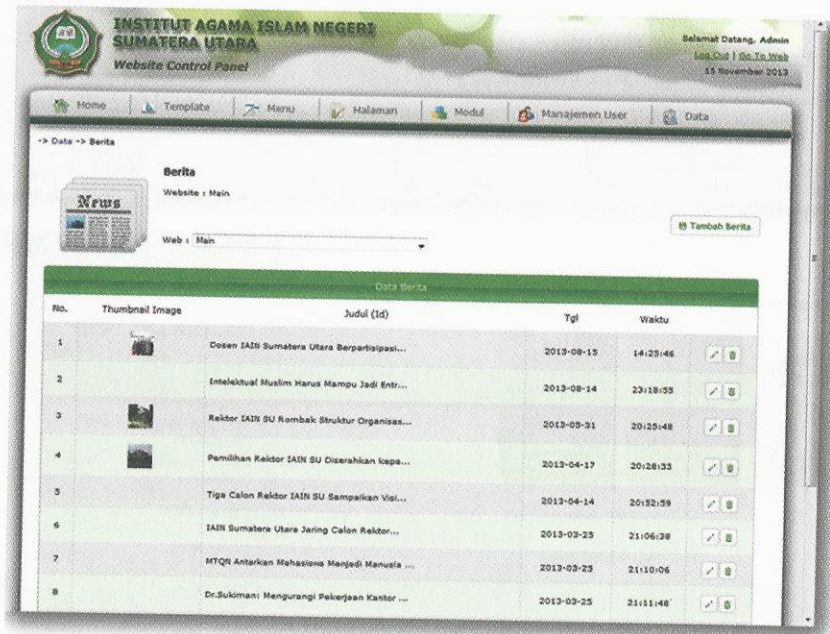 INSTITUT AGAMA ISLAM NEGERI
SUMATERA UTARA
Website Control Panel
Selamat Datang, Admin
Log Out | Go To Web
15 November 2013
Home Template Menu Halaman Modul Manajemen User Data
-> Data -> Berita
News
Berita
Website : Main
Web : Main
Tambah Berita
Data Berita
No. Thumbnail Image Judul (Id) Tgl Waktu
1 Dosen IAIN Sumatera Utara Berpartisipasi... 2013-08-15 14:25:46
2 Intelektual Muslim Harus Mampu Jadi Entr... 2013-08-14 23:18:55
3 Rektor IAIN SU Rombak Struktur Organisas... 2013-05-31 20:25:48
4 Pemilihan Rektor IAIN SU Diserahkan kepa... 2013-04-17 20:28:33
5 Tiga Calon Rektor IAIN SU Sampaikan Visi... 2013-04-14 20:52:59
6 IAIN Sumatera Utara Jaring Calon Rektor... 2013-03-25 21:06:38
7 MTQN Antarkan Mahasiswa Menjadi Manusia ... 2013-03-25 21:10:06
8 Dr.Sukiman: Mengurangi Pekerjaan Kantor ... 2013-03-25 21:11:48